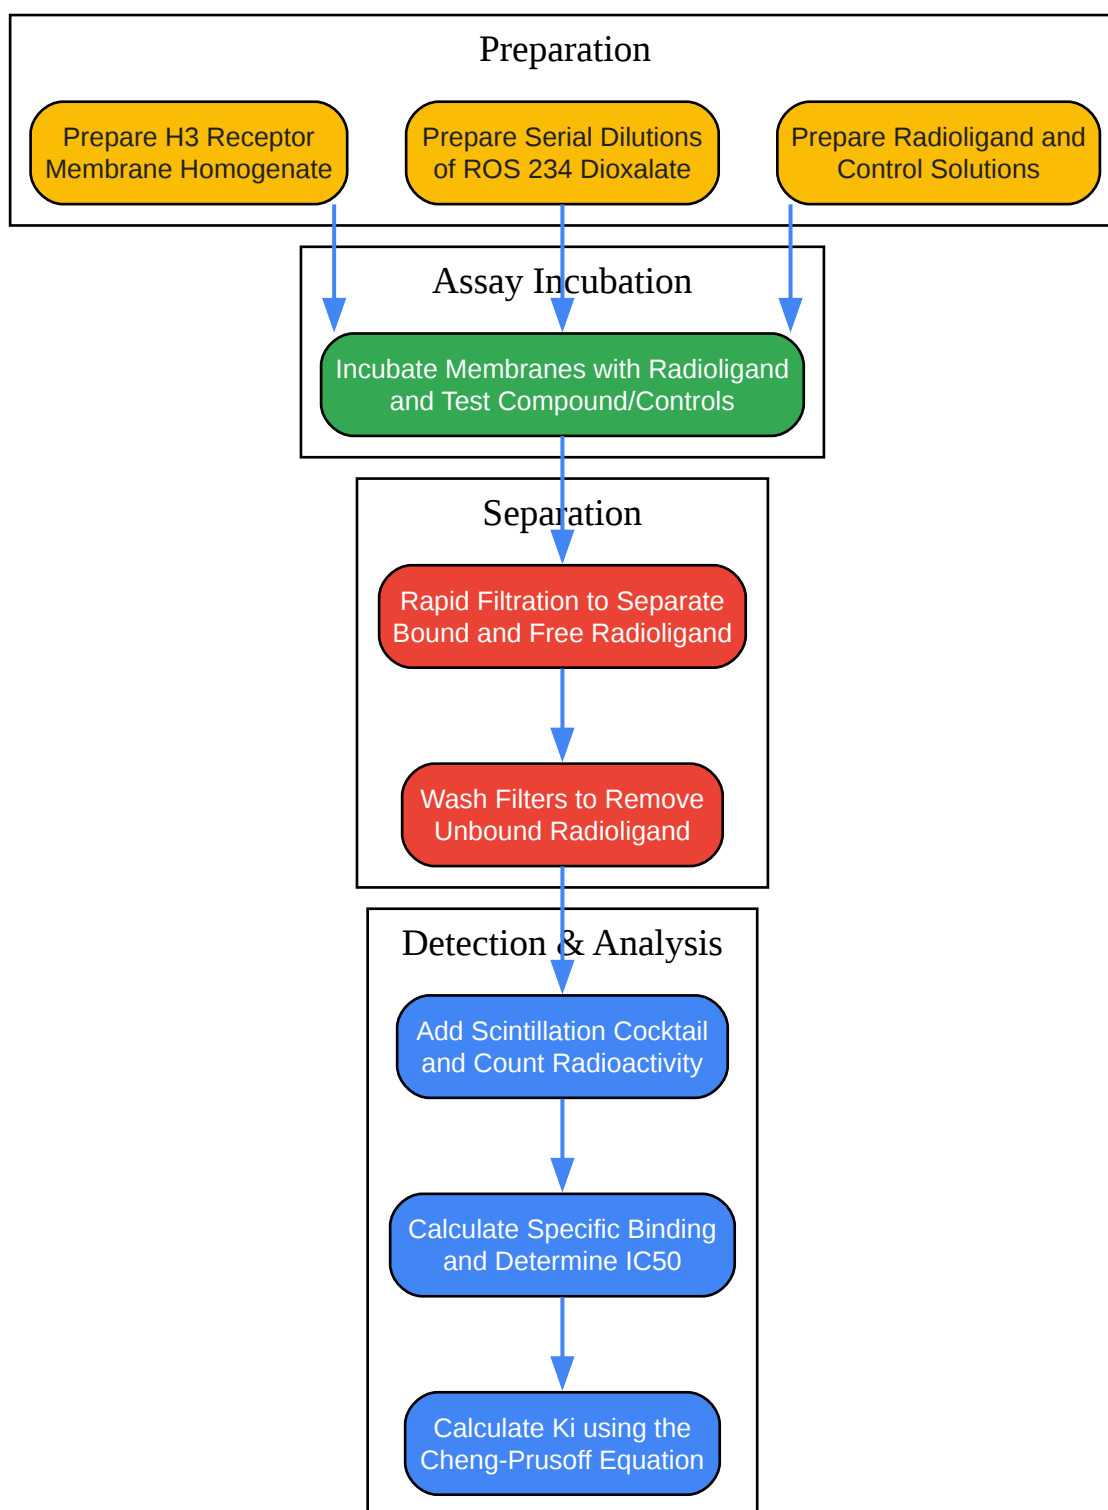 Preparation
Prepare H3 Receptor
Membrane Homogenate
Prepare Serial Dilutions
of ROS 234 Dioxalate
Prepare Radioligand and
Control Solutions
Assay Incubation
Incubate Membranes with Radioligand
and Test Compound/Controls
Separation
Rapid Filtration to Separate
Bound and Free Radioligand
Wash Filters to Remove
Unbound Radioligand
Detection & Analysis
Add Scintillation Cocktail
and Count Radioactivity
Calculate Specific Binding
and Determine IC50
Calculate Ki using the
Cheng-Prusoff Equation